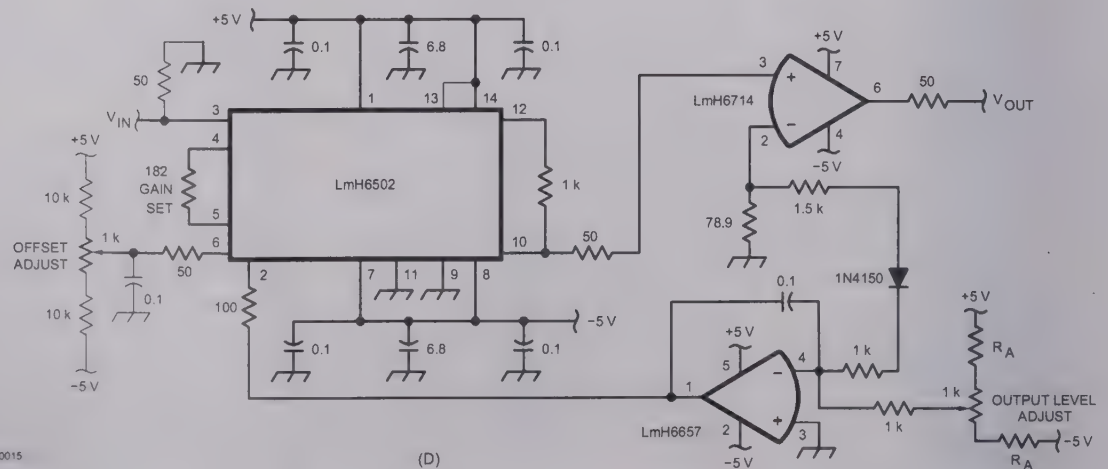 +5 V
0.1
6.8
0.1
50
1
13
14
12
V IN
3
4
182
GAIN
SET
5
6
LmH6502
1 k
10
50
+5 V
10 k
OFFSET
ADJUST
1 k
50
0.1
10 k
−5 V
2
100
7
11
9
8
0.1
6.8
0.1
−5 V
LmH6714
3
+
+5 V
7
6
50
V OUT
−
2
4
−5 V
78.9
1.5 k
1N4150
0.1
+5 V
5
4
−
1 k
1
LmH6657
2
−5 V
+
3
1 k
+5 V
R A
1 k
OUTPUT LEVEL
ADJUST
R A
−5 V
0015
(D)